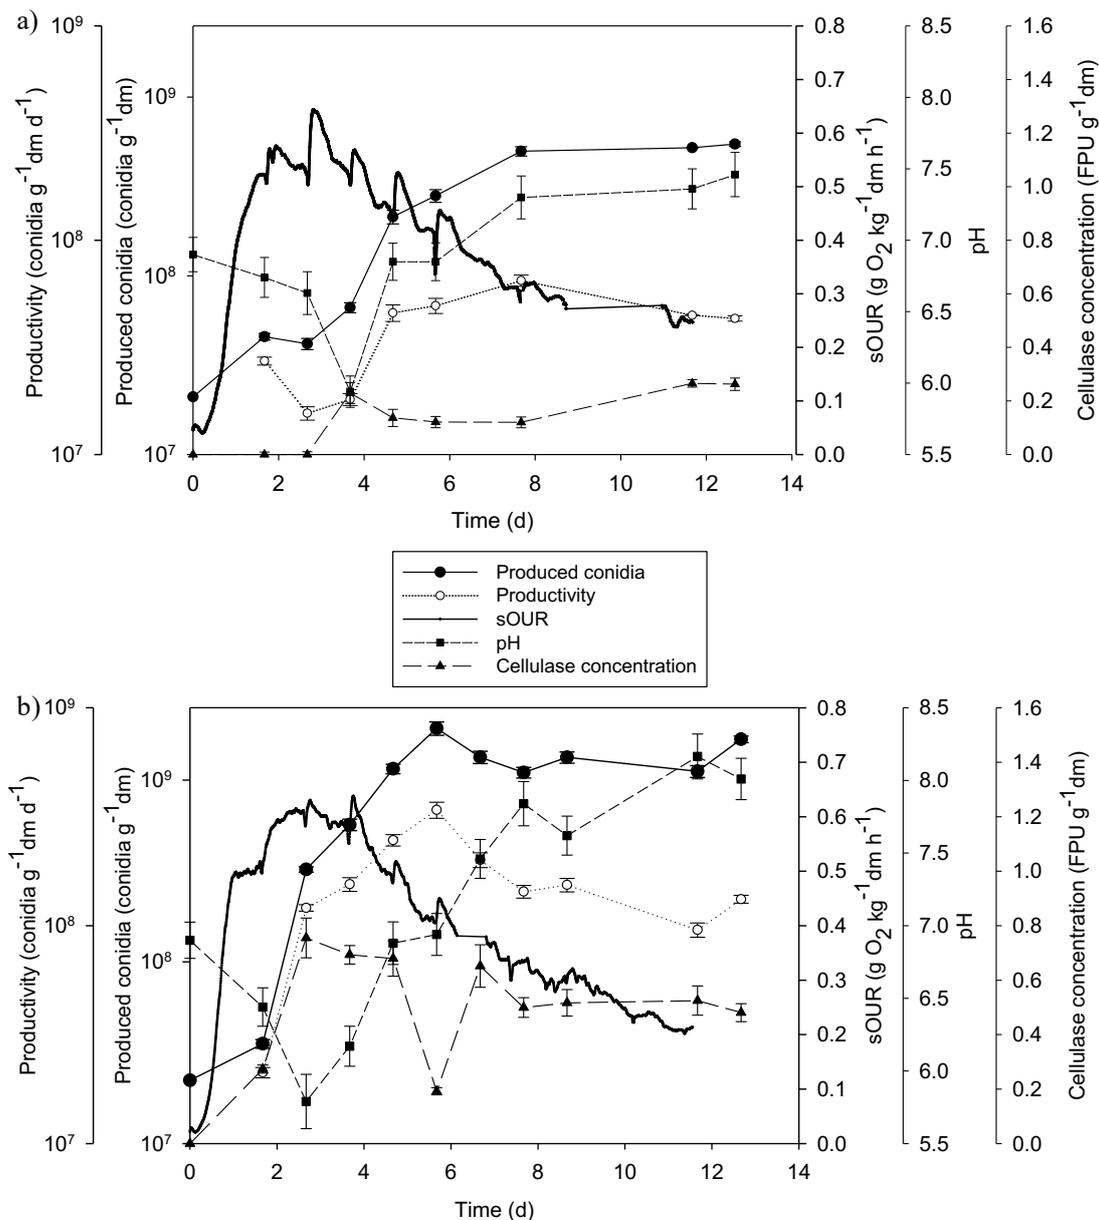 a)
10⁹
10⁸
10⁷
Productivity (conidia g⁻¹dm d⁻¹)
10⁹
10⁸
10⁷
Produced conidia (conidia g⁻¹dm)
0.8
0.7
0.6
0.5
0.4
0.3
0.2
0.1
0.0
sOUR (g O₂ kg⁻¹dm h⁻¹)
8.5
8.0
7.5
7.0
6.5
6.0
5.5
pH
1.6
1.4
1.2
1.0
0.8
0.6
0.4
0.2
0.0
Cellulase concentration (FPU g⁻¹dm)
0 2 4 6 8 10 12 14
Time (d)
Produced conidia
Productivity
sOUR
pH
Cellulase concentration
b)
10⁹
10⁸
10⁷
Productivity (conidia g⁻¹dm d⁻¹)
10⁹
10⁸
10⁷
Produced conidia (conidia g⁻¹dm)
0.8
0.7
0.6
0.5
0.4
0.3
0.2
0.1
0.0
sOUR (g O₂ kg⁻¹dm h⁻¹)
8.5
8.0
7.5
7.0
6.5
6.0
5.5
pH
1.6
1.4
1.2
1.0
0.8
0.6
0.4
0.2
0.0
Cellulase concentration (FPU g⁻¹dm)
0 2 4 6 8 10 12 14
Time (d)